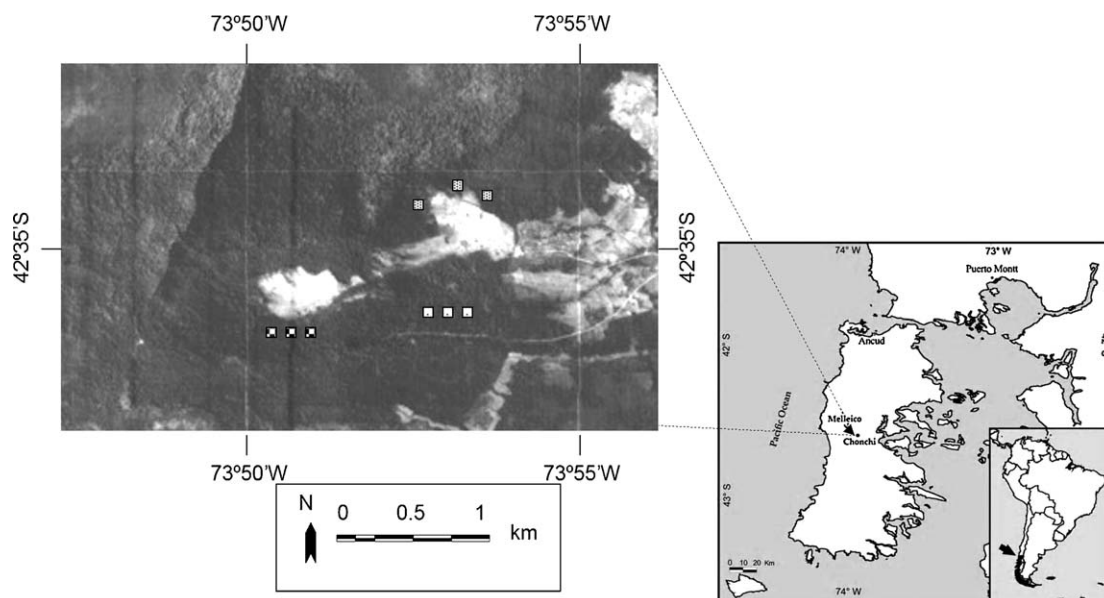 73º50'W 73º55'W
42º35'S
42º35'S
73º50'W 73º55'W
N 0 0.5 1
km
74° W 73° W
Puerto Montt
42° S
Ancud
Pacific Ocean
Melleico
Chonchi
43° S
0 10 20 Km
74° W